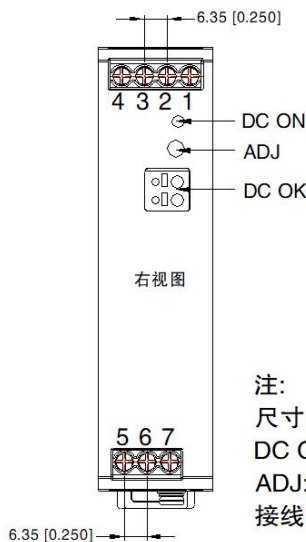 6.35 [0.250]
4 3 2 1
DC ON
ADJ
DC OK
右视图
注:
尺寸
DC O
ADJ:
接线
5 6 7
6.35 [0.250]